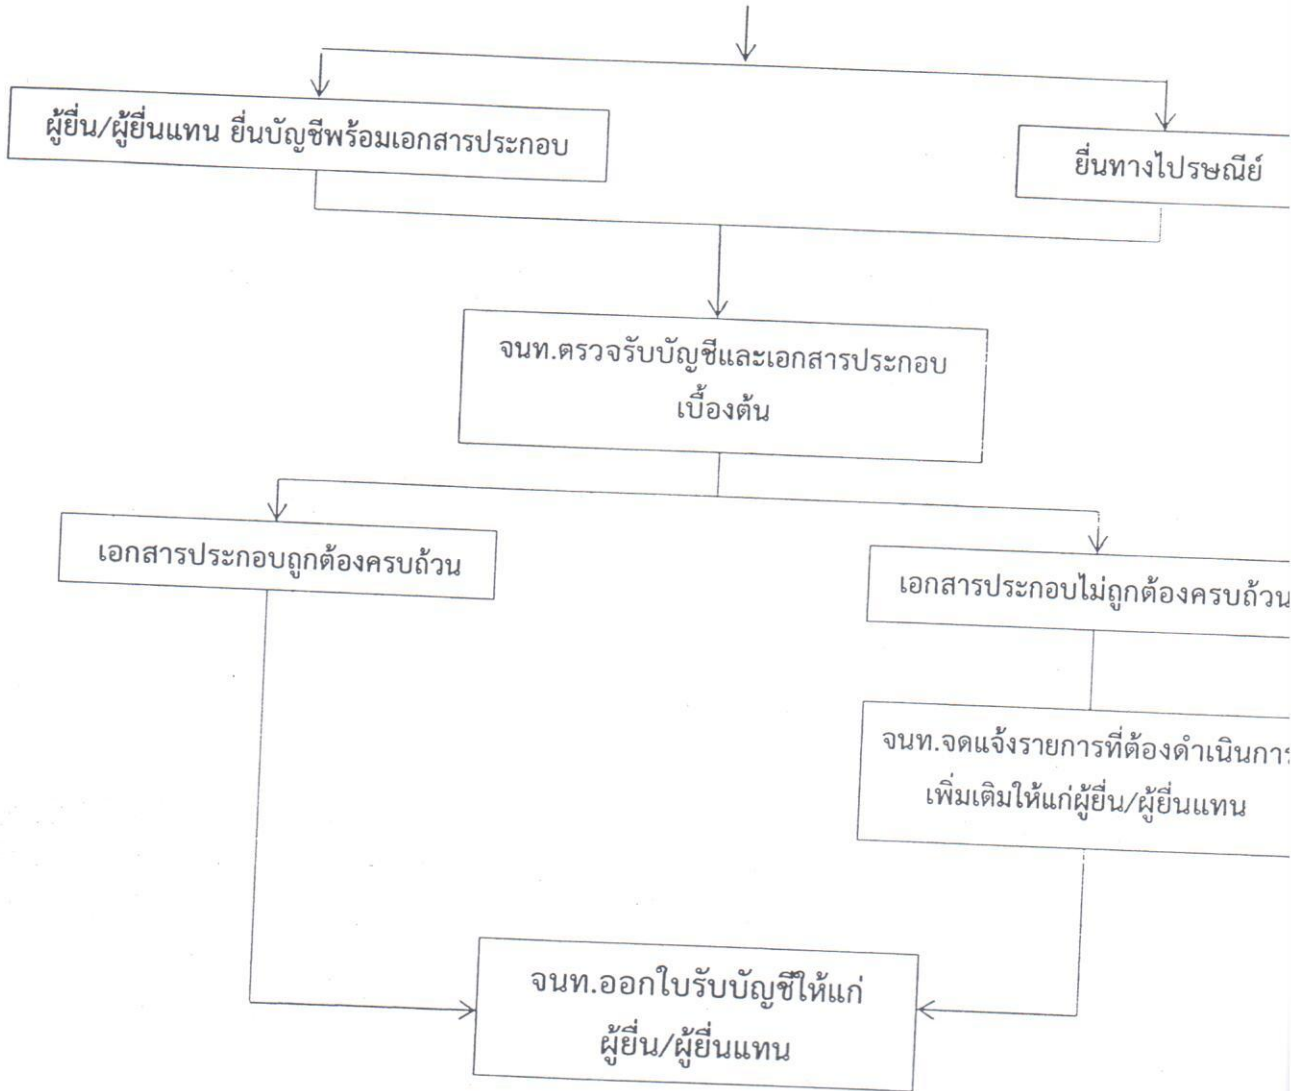 ผู้ยื่น/ผู้ยื่นแทน ยื่นบัญชีพร้อมเอกสารประกอบ
ยื่นทางไปรษณีย์
จนท.ตรวจรับบัญชีและเอกสารประกอบ
เบื้องต้น
เอกสารประกอบถูกต้องครบถ้วน
เอกสารประกอบไม่ถูกต้องครบถ้วน
จนท.จดแจ้งรายการที่ต้องดำเนินการ
เพิ่มเติมให้แก่ผู้ยื่น/ผู้ยื่นแทน
จนท.ออกใบรับบัญชีให้แก่
ผู้ยื่น/ผู้ยื่นแทน